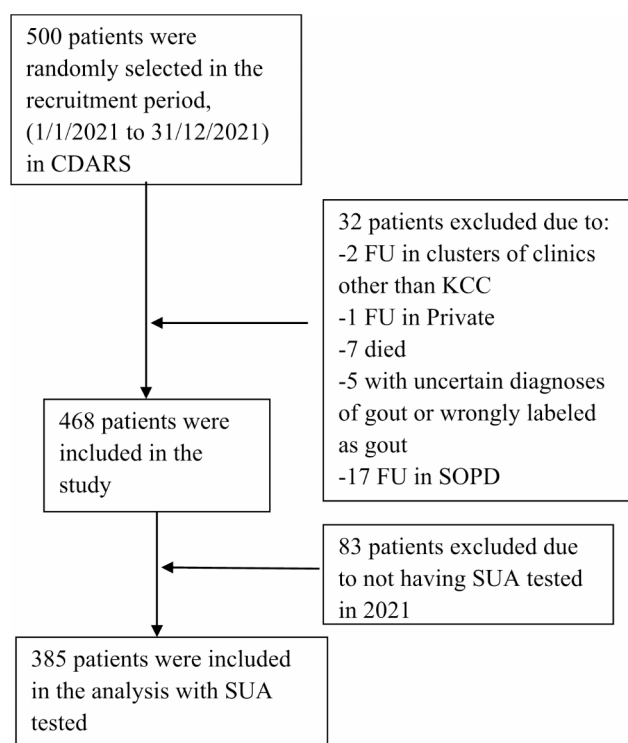 500 patients were
randomly selected in the
recruitment period,
(1/1/2021 to 31/12/2021)
in CDARS
32 patients excluded due to:
-2 FU in clusters of clinics
other than KCC
-1 FU in Private
-7 died
-5 with uncertain diagnoses
of gout or wrongly labeled
as gout
-17 FU in SOPD
468 patients were
included in the
study
83 patients excluded due
to not having SUA tested
in 2021
385 patients were included
in the analysis with SUA
tested